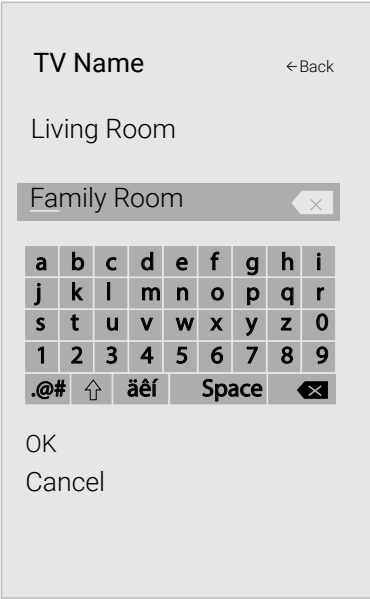 TV Name ←Back
Living Room
Family Room
a b c d e f g h i
j k l m n o p q r
s t u v w x y z 0
1 2 3 4 5 6 7 8 9
.@# äêí Space
OK
Cancel